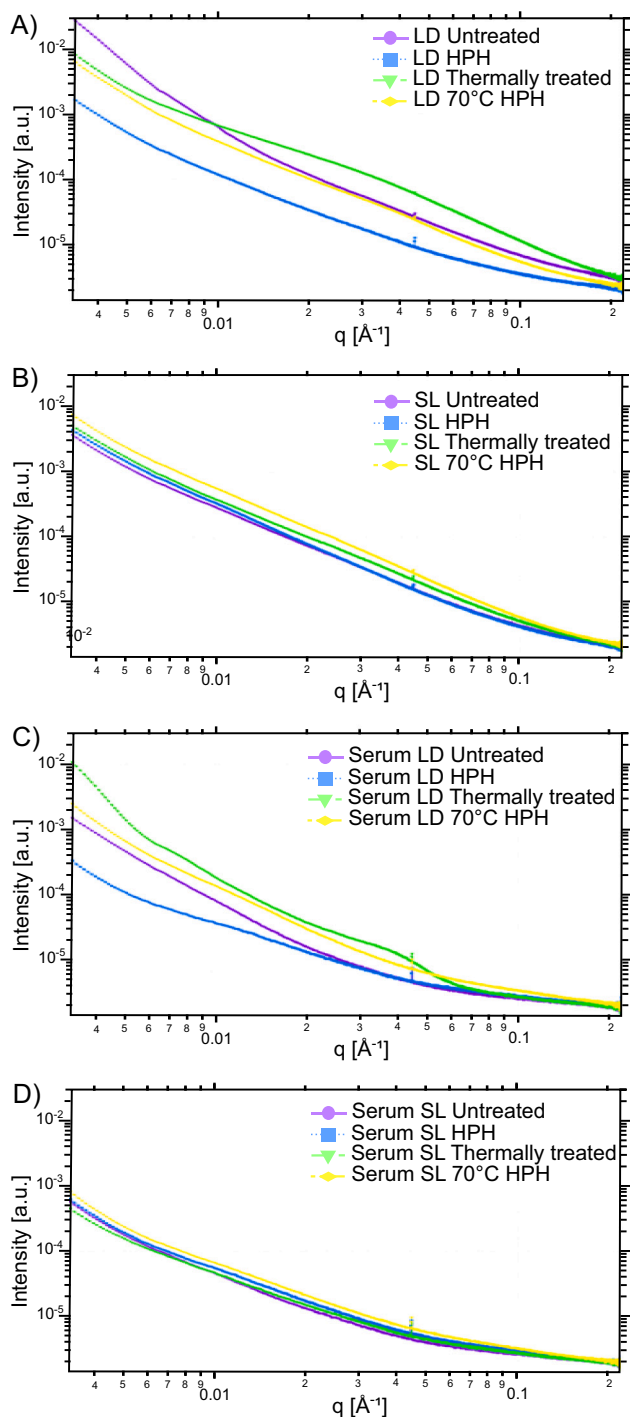 A)
LD Untreated
LD HPH
LD Thermally treated
LD 70°C HPH
10⁻²
10⁻³
10⁻⁴
10⁻⁵
Intensity [a.u.]
4 5 6 7 8 9 0.01 2 3 4 5 6 7 8 9 0.1 2
q [Å⁻¹]
B)
SL Untreated
SL HPH
SL Thermally treated
SL 70°C HPH
10⁻²
10⁻³
10⁻⁴
10⁻⁵
Intensity [a.u.]
4 5 6 7 8 9 0.01 2 3 4 5 6 7 8 9 0.1 2
q [Å⁻¹]
C)
Serum LD Untreated
Serum LD HPH
Serum LD Thermally treated
Serum LD 70°C HPH
10⁻²
10⁻³
10⁻⁴
10⁻⁵
Intensity [a.u.]
4 5 6 7 8 9 0.01 2 3 4 5 6 7 8 9 0.1 2
q [Å⁻¹]
D)
Serum SL Untreated
Serum SL HPH
Serum SL Thermally treated
Serum SL 70°C HPH
10⁻²
10⁻³
10⁻⁴
10⁻⁵
Intensity [a.u.]
4 5 6 7 8 9 0.01 2 3 4 5 6 7 8 9 0.1 2
q [Å⁻¹]